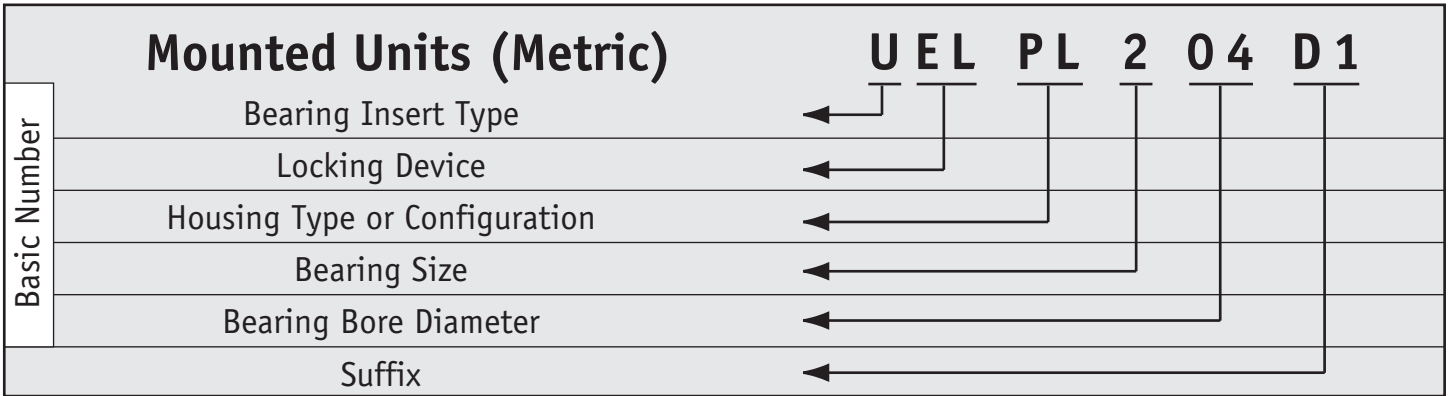 Mounted Units (Metric) U EL PL 2 04 D1
Basic Number
Bearing Insert Type
Locking Device
Housing Type or Configuration
Bearing Size
Bearing Bore Diameter
Suffix